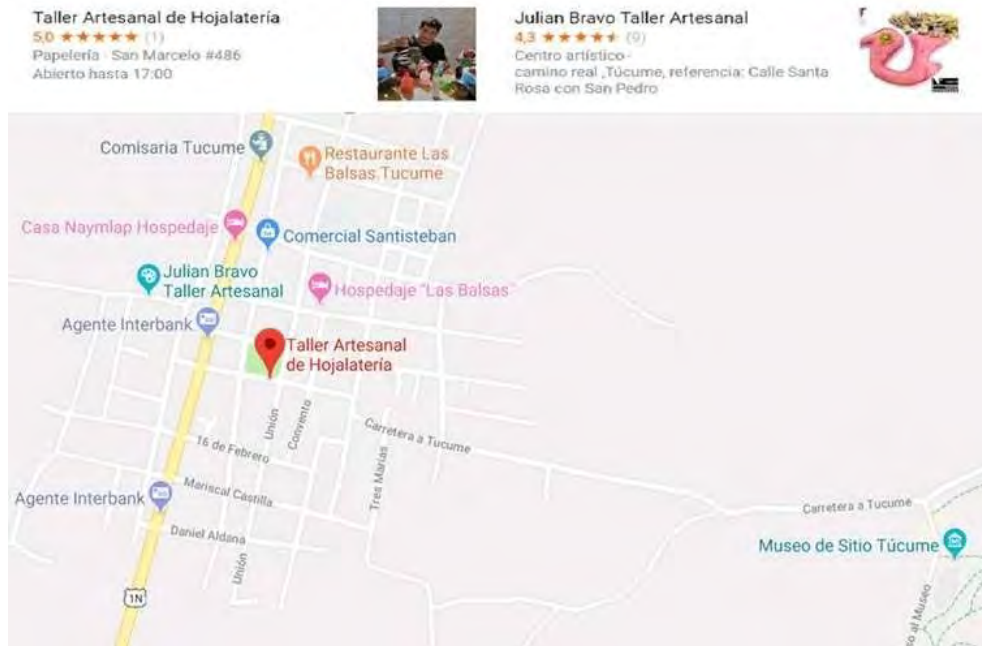 Taller Artesanal de Hojalatería
5,0 ★★★★★ (1)
Papelería · San Marcelo #486
Abierto hasta 17:00
Julian Bravo Taller Artesanal
4,3 ★★★★★ (9)
Centro artístico ·
camino real ,Túcume, referencia: Calle Santa
Rosa con San Pedro
Comisaria Tucume
Restaurante Las
Balsas Tucume
Casa Naymlap Hospedaje
Comercial Santisteban
Julian Bravo
Taller Artesanal
Hospedaje "Las Balsas"
Agente Interbank
Taller Artesanal
de Hojalatería
Unión
Convento
Carretera a Tucume
16 de Febrero
Tres Marías
Mariscal Castilla
Agente Interbank
Carretera a Tucume
Daniel Aldana
Museo de Sitio Túcume
Unión
1N
al Museo